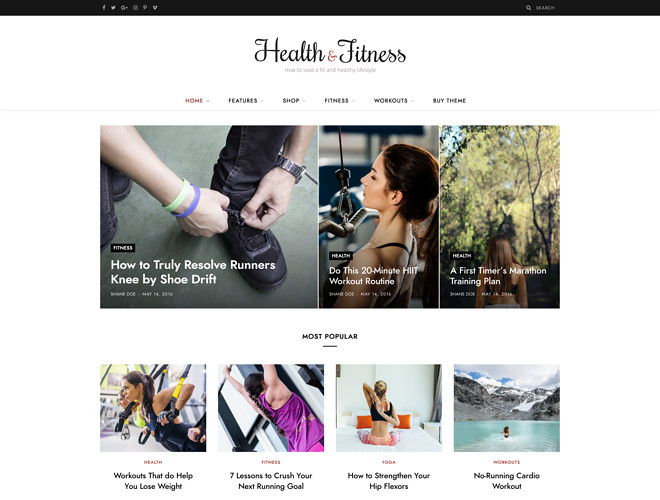 SEARCH
Health & Fitness
How to lead a fit and healthy lifestyle
HOME
FEATURES
SHOP
FITNESS
WORKOUTS
BUY THEME
FITNESS
How to Truly Resolve Runners
Knee by Shoe Drift
SHANE DOE - MAY 14, 2016
HEALTH
Do This 20-Minute HIIT
Workout Routine
SHANE DOE - MAY 14, 2016
HEALTH
A First Timer's Marathon
Training Plan
SHANE DOE - MAY 14, 2016
MOST POPULAR
HEALTH
Workouts That do Help
You Lose Weight
FITNESS
7 Lessons to Crush Your
Next Running Goal
YOGA
How to Strengthen Your
Hip Flexors
WORKOUTS
No-Running Cardio
Workout